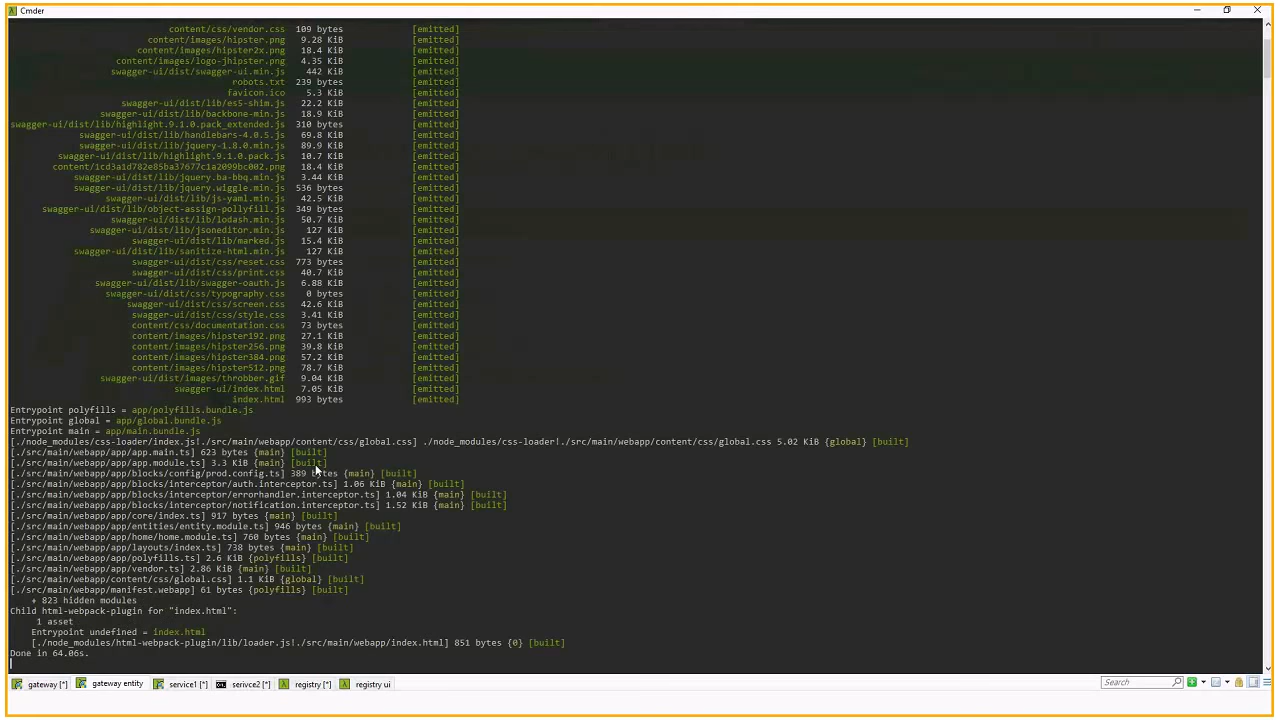 Cmder
content/css/vendor.css 109 bytes [emitted]
content/images/hipster.png 9.28 KiB [emitted]
content/images/hipster2x.png 18.4 KiB [emitted]
content/images/logo-jhipster.png 4.35 KiB [emitted]
swagger-ui/dist/swagger-ui.min.js 442 KiB [emitted]
robots.txt 239 bytes [emitted]
favicon.ico 5.3 KiB [emitted]
swagger-ui/dist/lib/es5-shim.js 22.2 KiB [emitted]
swagger-ui/dist/lib/backbone-min.js 18.9 KiB [emitted]
swagger-ui/dist/lib/highlight.9.1.0.pack_extended.js 310 bytes [emitted]
swagger-ui/dist/lib/handlebars-4.0.5.js 69.8 KiB [emitted]
swagger-ui/dist/lib/jquery-1.8.0.min.js 89.9 KiB [emitted]
swagger-ui/dist/lib/highlight.9.1.0.pack.js 10.7 KiB [emitted]
content/1cd3a1d782e85ba37677c1a2099bc002.png 18.4 KiB [emitted]
swagger-ui/dist/lib/jquery.ba-bbq.min.js 3.44 KiB [emitted]
swagger-ui/dist/lib/jquery.wiggle.min.js 536 bytes [emitted]
swagger-ui/dist/lib/js-yaml.min.js 42.5 KiB [emitted]
swagger-ui/dist/lib/object-assign-pollyfill.js 349 bytes [emitted]
swagger-ui/dist/lib/lodash.min.js 50.7 KiB [emitted]
swagger-ui/dist/lib/jsoneditor.min.js 127 KiB [emitted]
swagger-ui/dist/lib/marked.js 15.4 KiB [emitted]
swagger-ui/dist/lib/sanitize-html.min.js 127 KiB [emitted]
swagger-ui/dist/css/reset.css 773 bytes [emitted]
swagger-ui/dist/css/print.css 40.7 KiB [emitted]
swagger-ui/dist/lib/swagger-oauth.js 6.88 KiB [emitted]
swagger-ui/dist/css/typography.css 0 bytes [emitted]
swagger-ui/dist/css/screen.css 42.6 KiB [emitted]
swagger-ui/dist/css/style.css 3.41 KiB [emitted]
content/css/documentation.css 73 bytes [emitted]
content/images/hipster192.png 27.1 KiB [emitted]
content/images/hipster256.png 39.8 KiB [emitted]
content/images/hipster384.png 57.2 KiB [emitted]
content/images/hipster512.png 78.7 KiB [emitted]
swagger-ui/dist/images/throbber.gif 9.04 KiB [emitted]
swagger-ui/index.html 7.05 KiB [emitted]
index.html 993 bytes [emitted]
Entrypoint polyfills = app/polyfills.bundle.js
Entrypoint global = app/global.bundle.js
Entrypoint main = app/main.bundle.js
[./node_modules/css-loader/index.js!./src/main/webapp/content/css/global.css] ./node_modules/css-loader!./src/main/webapp/content/css/global.css 5.02 KiB {global} [built]
[./src/main/webapp/app/app.main.ts] 623 bytes {main} [built]
[./src/main/webapp/app/app.module.ts] 3.3 KiB {main} [built]
[./src/main/webapp/app/blocks/config/prod.config.ts] 389 bytes {main} [built]
[./src/main/webapp/app/blocks/interceptor/auth.interceptor.ts] 1.06 KiB {main} [built]
[./src/main/webapp/app/blocks/interceptor/errorhandler.interceptor.ts] 1.04 KiB {main} [built]
[./src/main/webapp/app/blocks/interceptor/notification.interceptor.ts] 1.52 KiB {main} [built]
[./src/main/webapp/app/core/index.ts] 917 bytes {main} [built]
[./src/main/webapp/app/entities/entity.module.ts] 946 bytes {main} [built]
[./src/main/webapp/app/home/home.module.ts] 760 bytes {main} [built]
[./src/main/webapp/app/layouts/index.ts] 738 bytes {main} [built]
[./src/main/webapp/app/polyfills.ts] 2.6 KiB {polyfills} [built]
[./src/main/webapp/app/vendor.ts] 2.86 KiB {main} [built]
[./src/main/webapp/content/css/global.css] 1.1 KiB {global} [built]
[./src/main/webapp/manifest.webapp] 61 bytes {polyfills} [built]
+ 823 hidden modules
Child html-webpack-plugin for "index.html":
1 asset
Entrypoint undefined = index.html
[./node_modules/html-webpack-plugin/lib/loader.js!./src/main/webapp/index.html] 851 bytes {0} [built]
Done in 64.06s.
gateway [*] gateway entity service1 [*] serivce2 [*] registry [*] registry ui Search